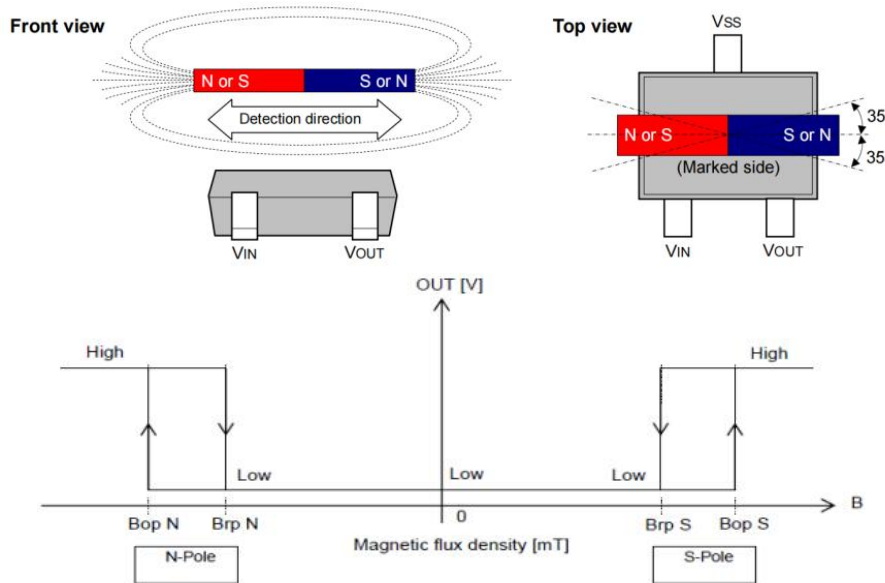 Front view
N or S
S or N
Detection direction
VIN
VOUT
Top view
VSS
35
N or S
S or N
35
(Marked side)
VIN
VOUT
OUT [V]
High
High
Low
Low
Low
B
Bop N
Brp N
0
Brp S
Bop S
Magnetic flux density [mT]
N-Pole
S-Pole